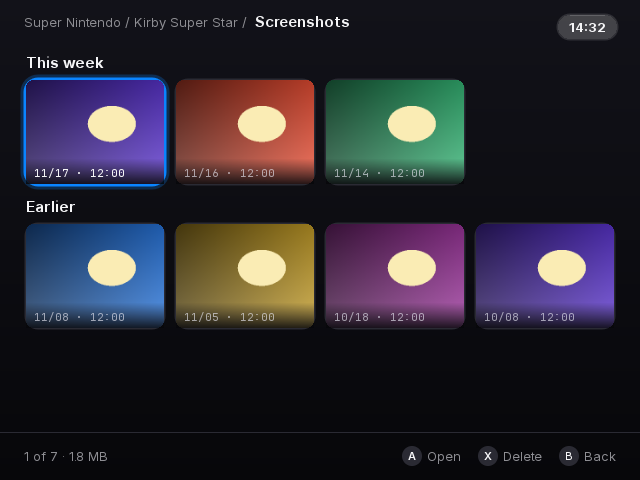 Super Nintendo / Kirby Super Star / Screenshots
14:32
This week
11/17 · 12:00
11/16 · 12:00
11/14 · 12:00
Earlier
11/08 · 12:00
11/05 · 12:00
10/18 · 12:00
10/08 · 12:00
1 of 7 · 1.8 MB
A Open
X Delete
B Back